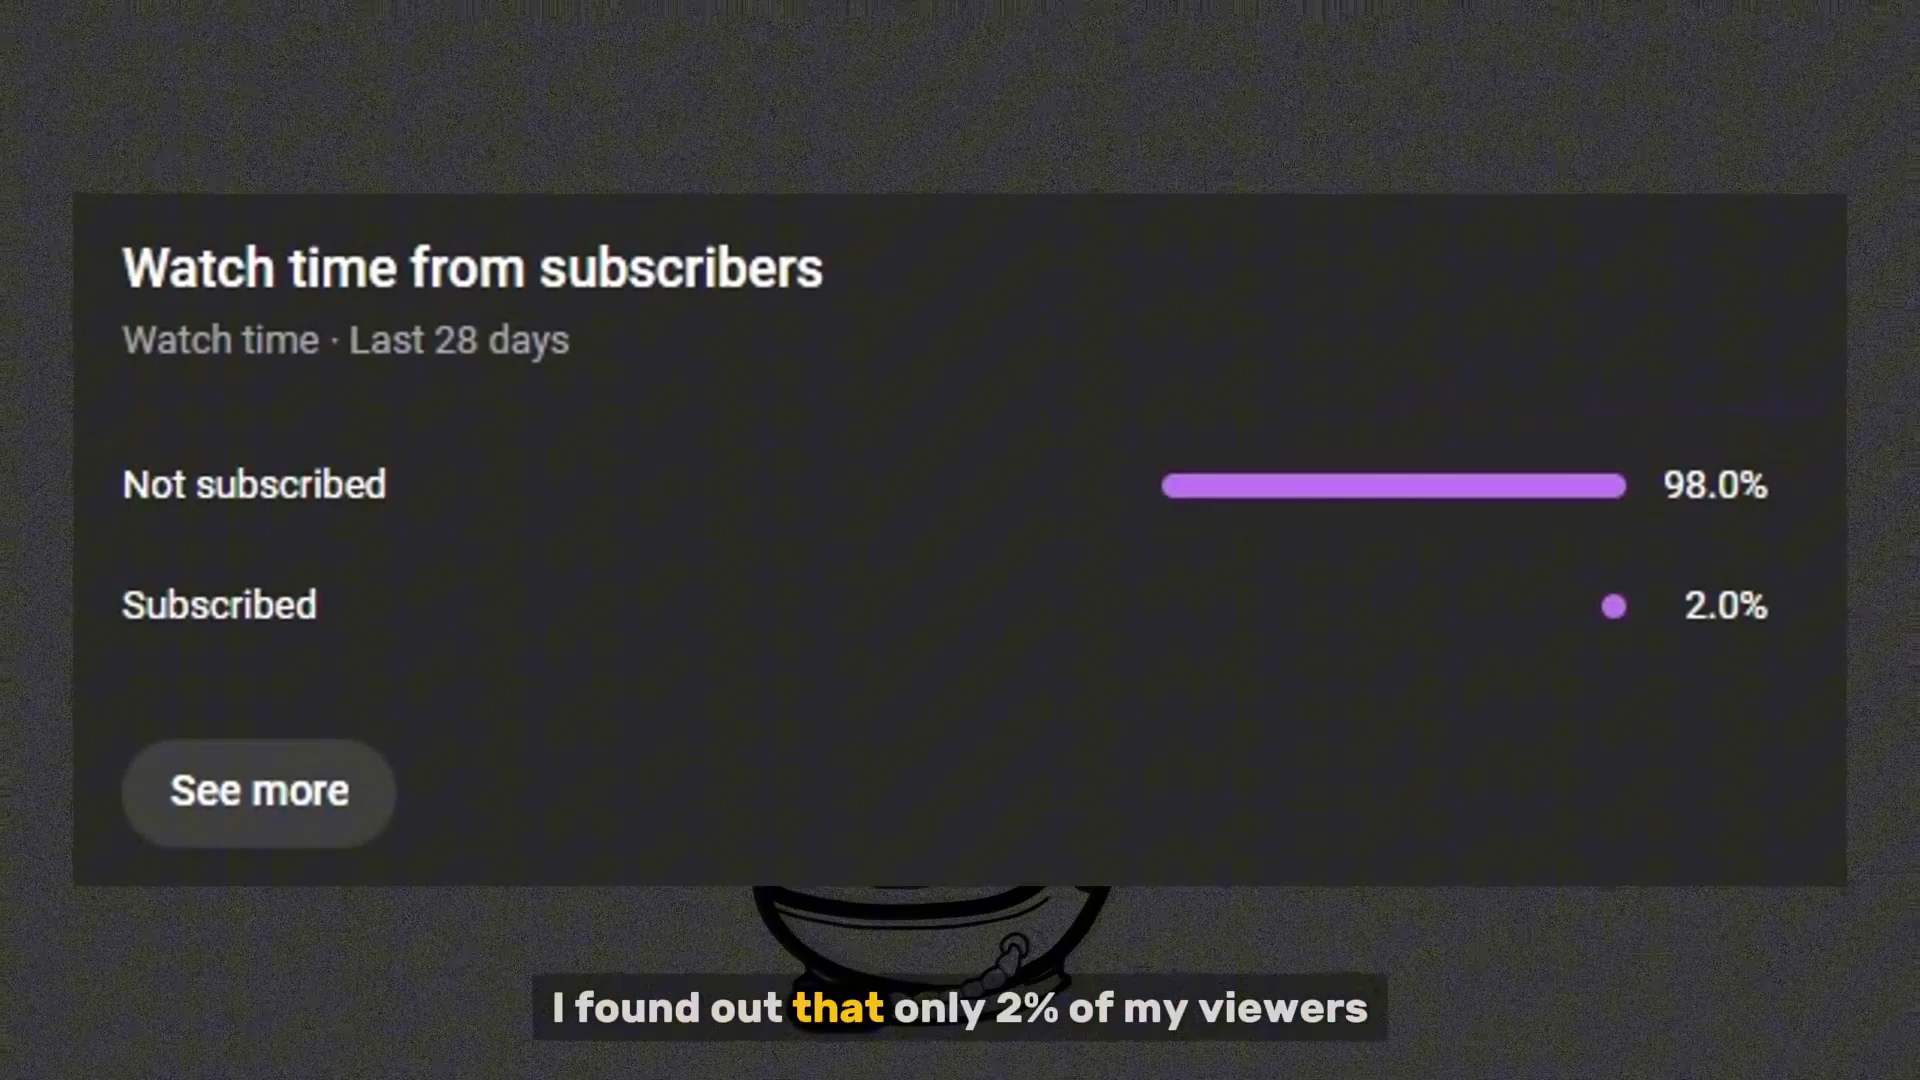 Watch time from subscribers
Watch time · Last 28 days
Not subscribed 98.0%
Subscribed 2.0%
See more
I found out that only 2% of my viewers